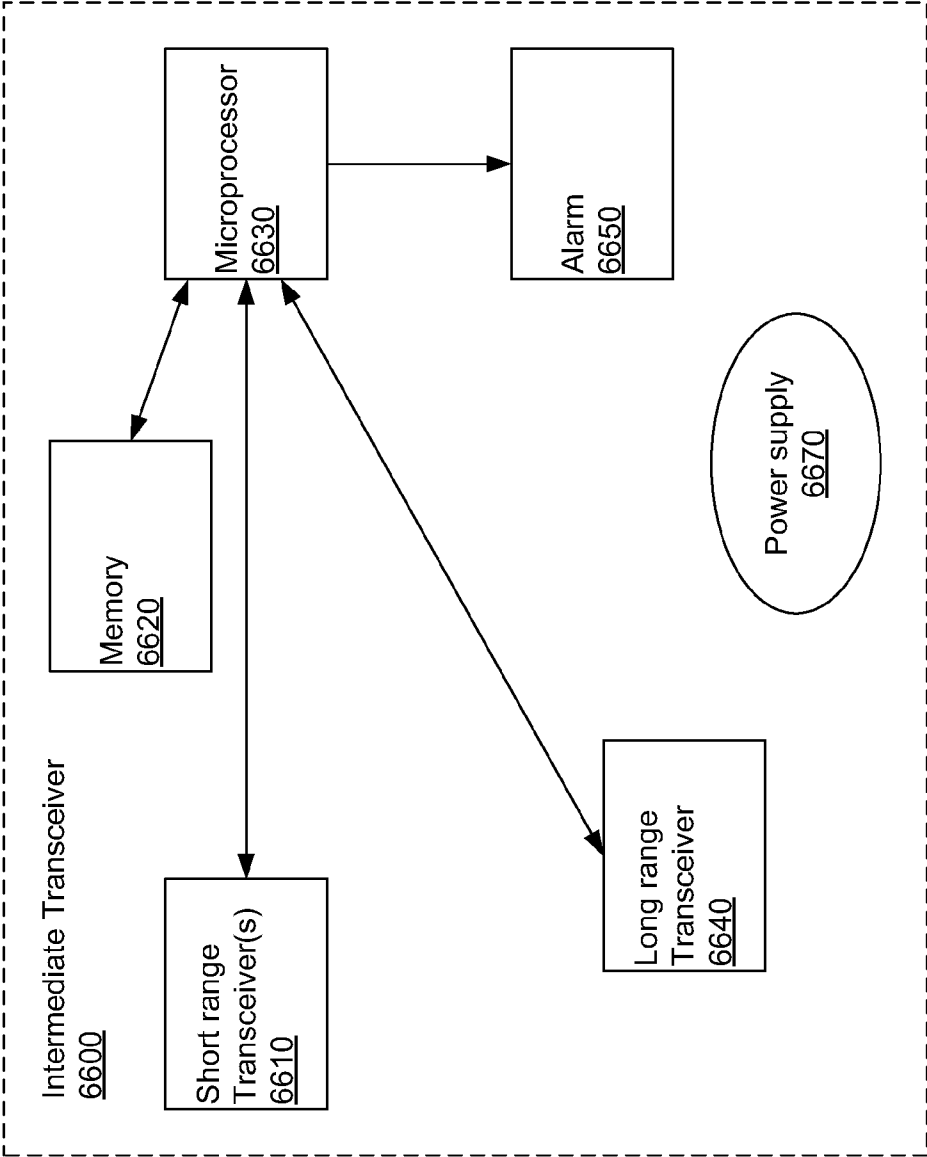 Intermediate Transceiver
6600
Memory
6620
Microprocessor
6630
Short range
Transceiver(s)
6610
Long range
Transceiver
6640
Alarm
6650
Power supply
6670